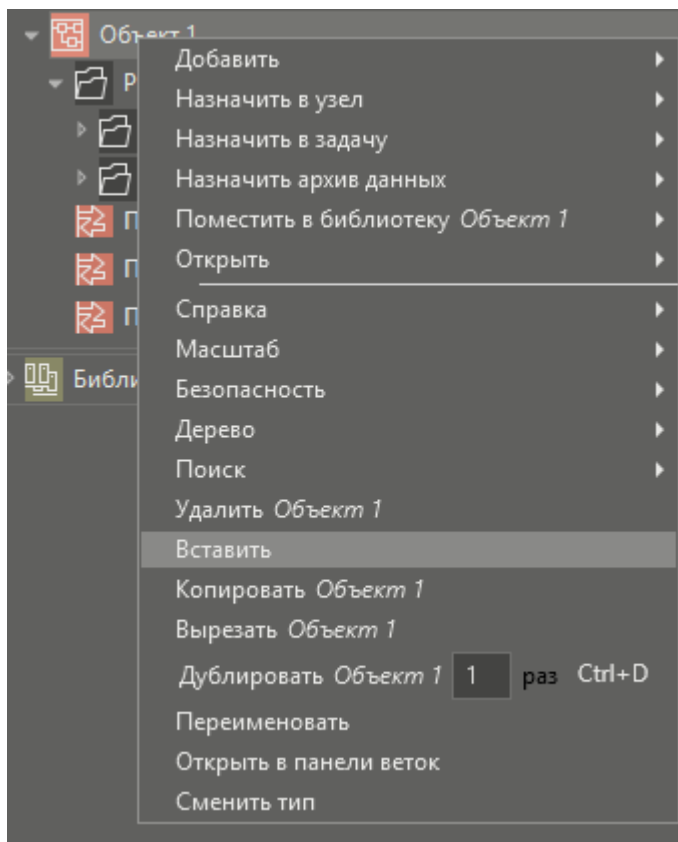 Объект 1
Добавить
Назначить в узел
Назначить в задачу
Назначить архив данных
Поместить в библиотеку Объект 1
Открыть
Справка
Масштаб
Библи
Безопасность
Дерево
Поиск
Удалить Объект 1
Вставить
Копировать Объект 1
Вырезать Объект 1
Дублировать Объект 1 1 раз Ctrl+D
Переименовать
Открыть в панели веток
Сменить тип